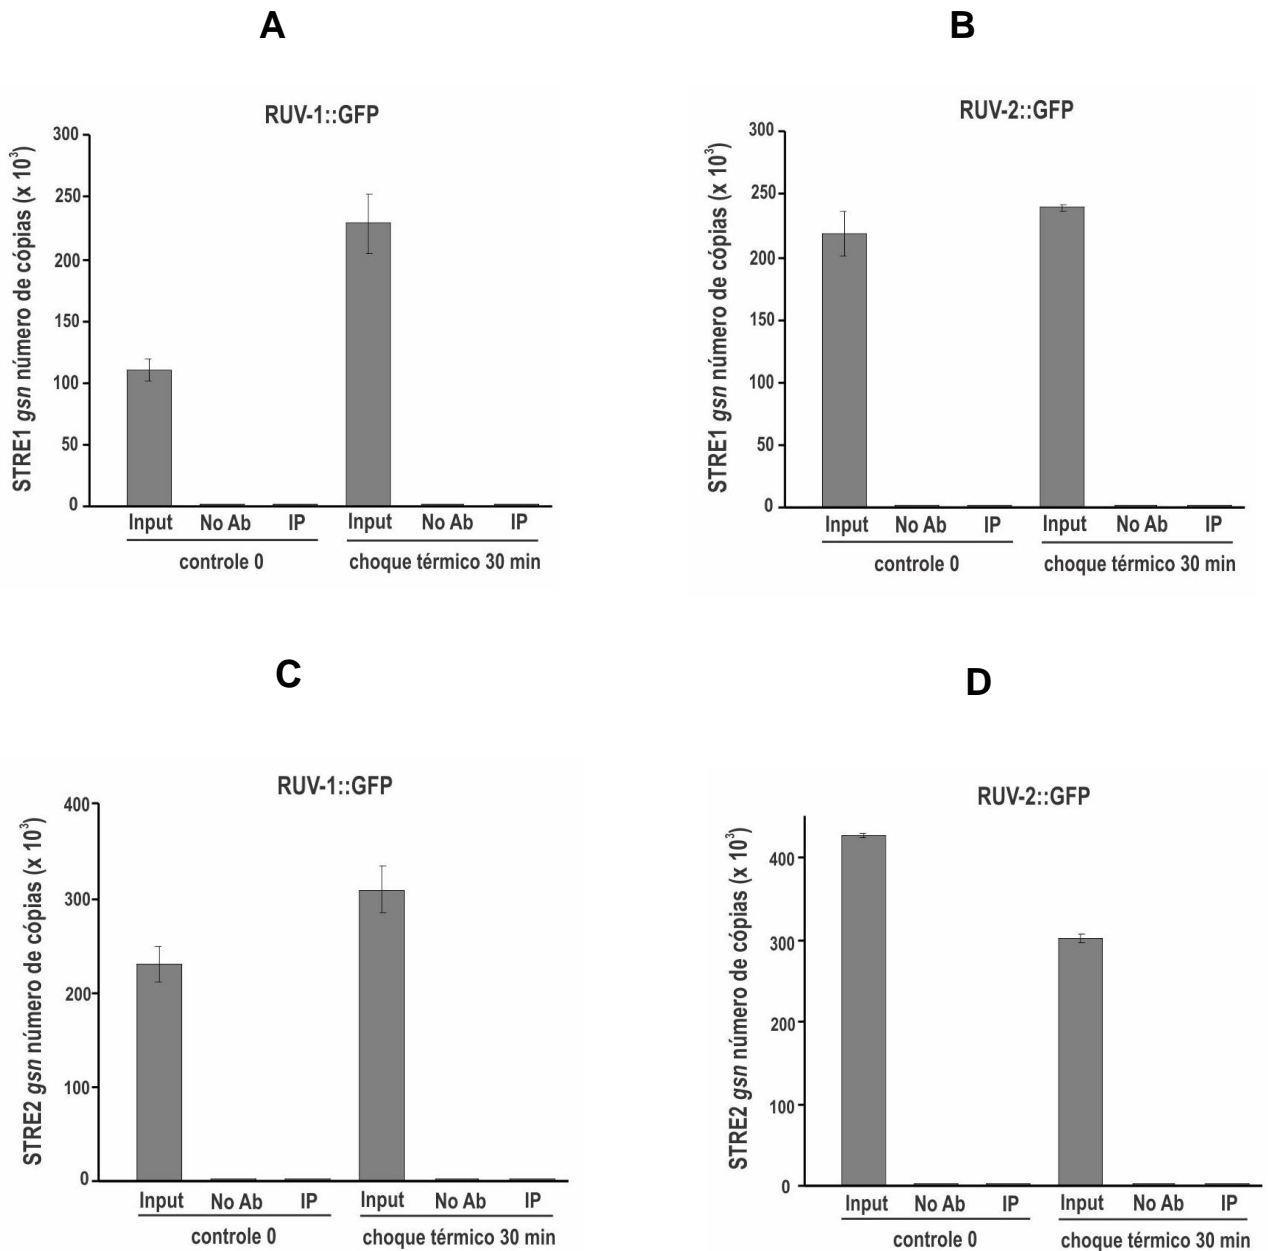 A
RUV-1::GFP
STRE1 gsn número de cópias (x 10³)
300
250
200
150
100
50
0
Input No Ab IP Input No Ab IP
controle 0 choque térmico 30 min
B
RUV-2::GFP
STRE1 gsn número de cópias (x 10³)
300
250
200
150
100
50
0
Input No Ab IP Input No Ab IP
controle 0 choque térmico 30 min
C
RUV-1::GFP
STRE2 gsn número de cópias (x 10³)
400
300
200
100
0
Input No Ab IP Input No Ab IP
controle 0 choque térmico 30 min
D
RUV-2::GFP
STRE2 gsn número de cópias (x 10³)
400
300
200
100
0
Input No Ab IP Input No Ab IP
controle 0 choque térmico 30 min